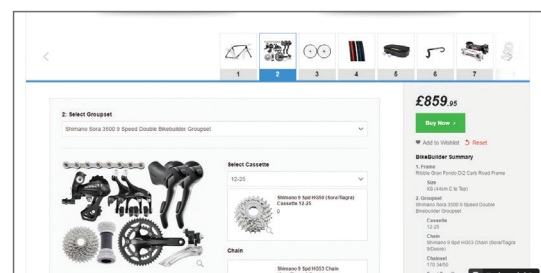 1
2
3
4
5
6
7
2: Select Groupset
Shimano Sora 3500 9 Speed Double Bikebuilder Groupset
Select Cassette
12-25
Shimano 9 Spd HG50 (Sora/Tiagra)
Cassette 12-25
0
Chain
Shimano 9 Spd HG53 Chain
£859.95
Buy Now ›
Add to Wishlist Reset
BikeBuilder Summary
1. Frame
Ribble Gran Fondo D/2 Carb Road Frame
Size
XS (44cm C to Top)
2. Groupset
Shimano Sora 3500 9 Speed Double
Bikebuilder Groupset
Cassette
12-25
Chain
Shimano 9 Spd HG53 Chain (Sora/Tiagra
9/Deore)
Chainset
170 34/50